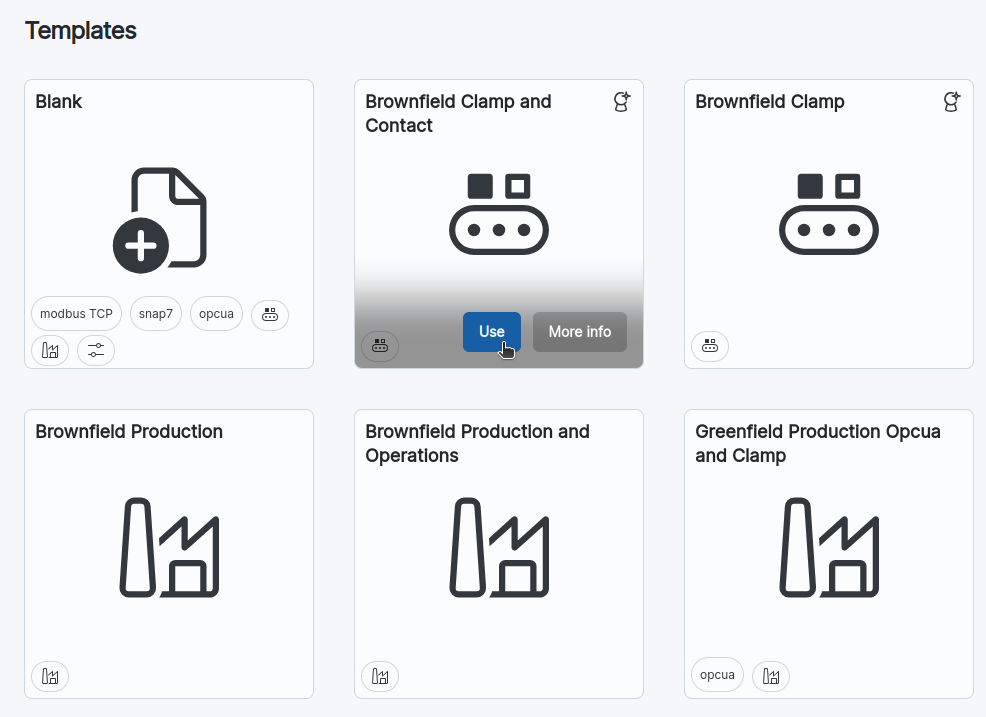 Templates
Blank
modbus TCP
snap7
opcua
Brownfield Clamp and
Contact
Use
More info
Brownfield Clamp
Brownfield Production
Brownfield Production and
Operations
Greenfield Production Opcua
and Clamp
opcua